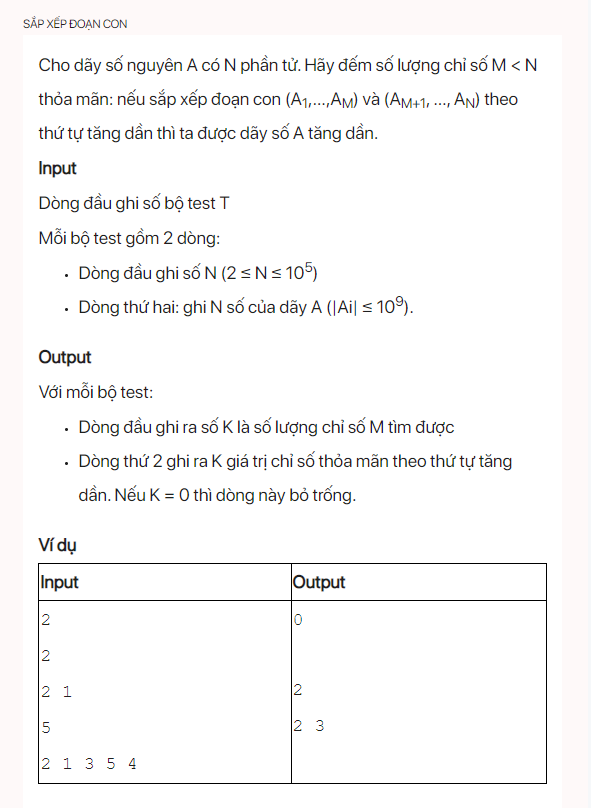 SẮP XẾP ĐOẠN CON
Cho dãy số nguyên A có N phần tử. Hãy đếm số lượng chỉ số M < N
thỏa mãn: nếu sắp xếp đoạn con (A1,...,AM) và (AM+1, ..., AN) theo
thứ tự tăng dần thì ta được dãy số A tăng dần.
Input
Dòng đầu ghi số bộ test T
Mỗi bộ test gồm 2 dòng:
• Dòng đầu ghi số N (2 ≤ N ≤ 10^5)
• Dòng thứ hai: ghi N số của dãy A (|Ai| ≤ 10^9).
Output
Với mỗi bộ test:
• Dòng đầu ghi ra số K là số lượng chỉ số M tìm được
• Dòng thứ 2 ghi ra K giá trị chỉ số thỏa mãn theo thứ tự tăng
dần. Nếu K = 0 thì dòng này bỏ trống.
Ví dụ
Input Output
2 0
2
2 1 2
5 2 3
2 1 3 5 4